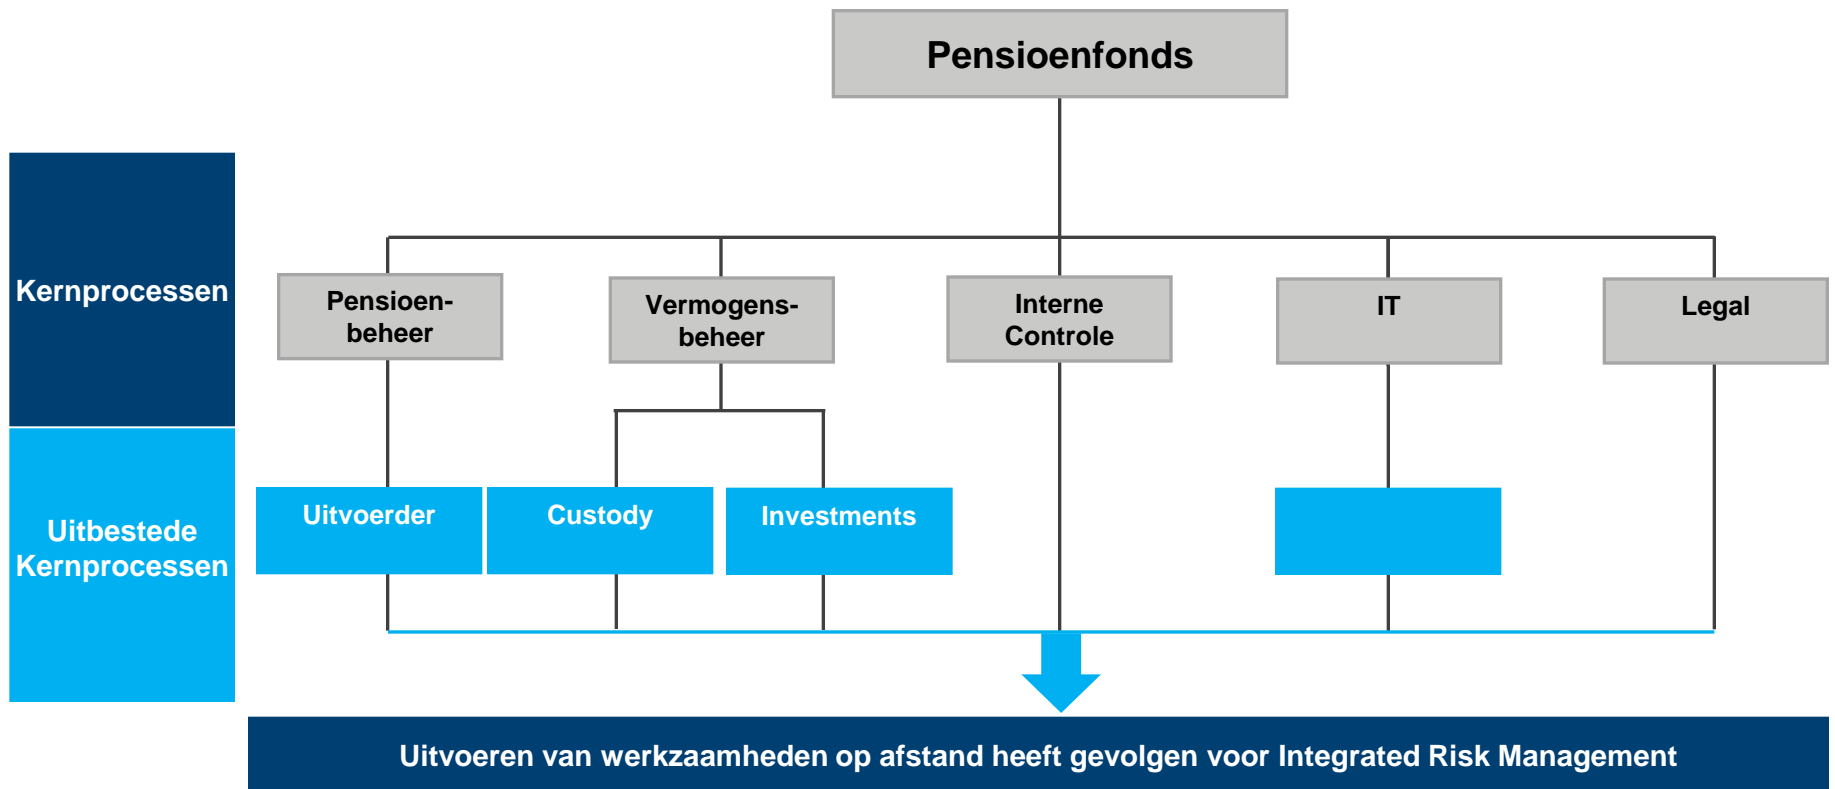 Pensioenfonds
Kernprocessen
Pensioen-
beheer
Vermogens-
beheer
Interne
Controle
IT
Legal
Uitbestede
Kernprocessen
Uitvoerder
Custody
Investments
Uitvoeren van werkzaamheden op afstand heeft gevolgen voor Integrated Risk Management